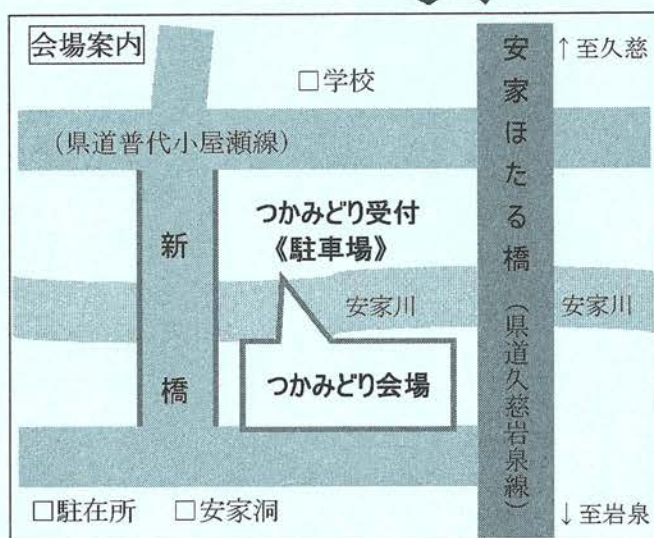 会場案内
↑至久慈
□学校
(県道普代小屋瀬線)
安家ほたる橋(県道久慈岩泉線)
つかみどり受付
《駐車場》
新橋
安家川
安家川
つかみどり会場
□駐在所
□安家洞
↓至岩泉